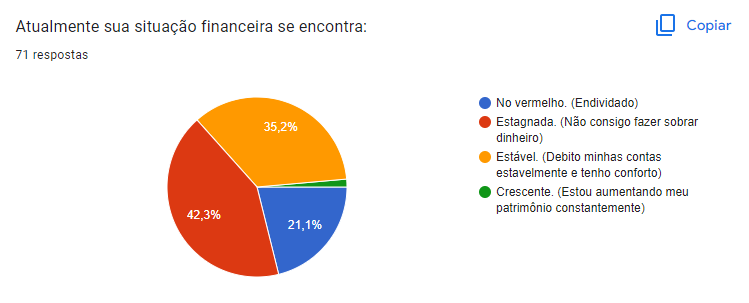 Atualmente sua situação financeira se encontra:
Copiar
71 respostas
35,2%
42,3%
21,1%
No vermelho. (Endividado)
Estagnada. (Não consigo fazer sobrar
dinheiro)
Estável. (Debito minhas contas
estavelmente e tenho conforto)
Crescente. (Estou aumentando meu
patrimônio constantemente)